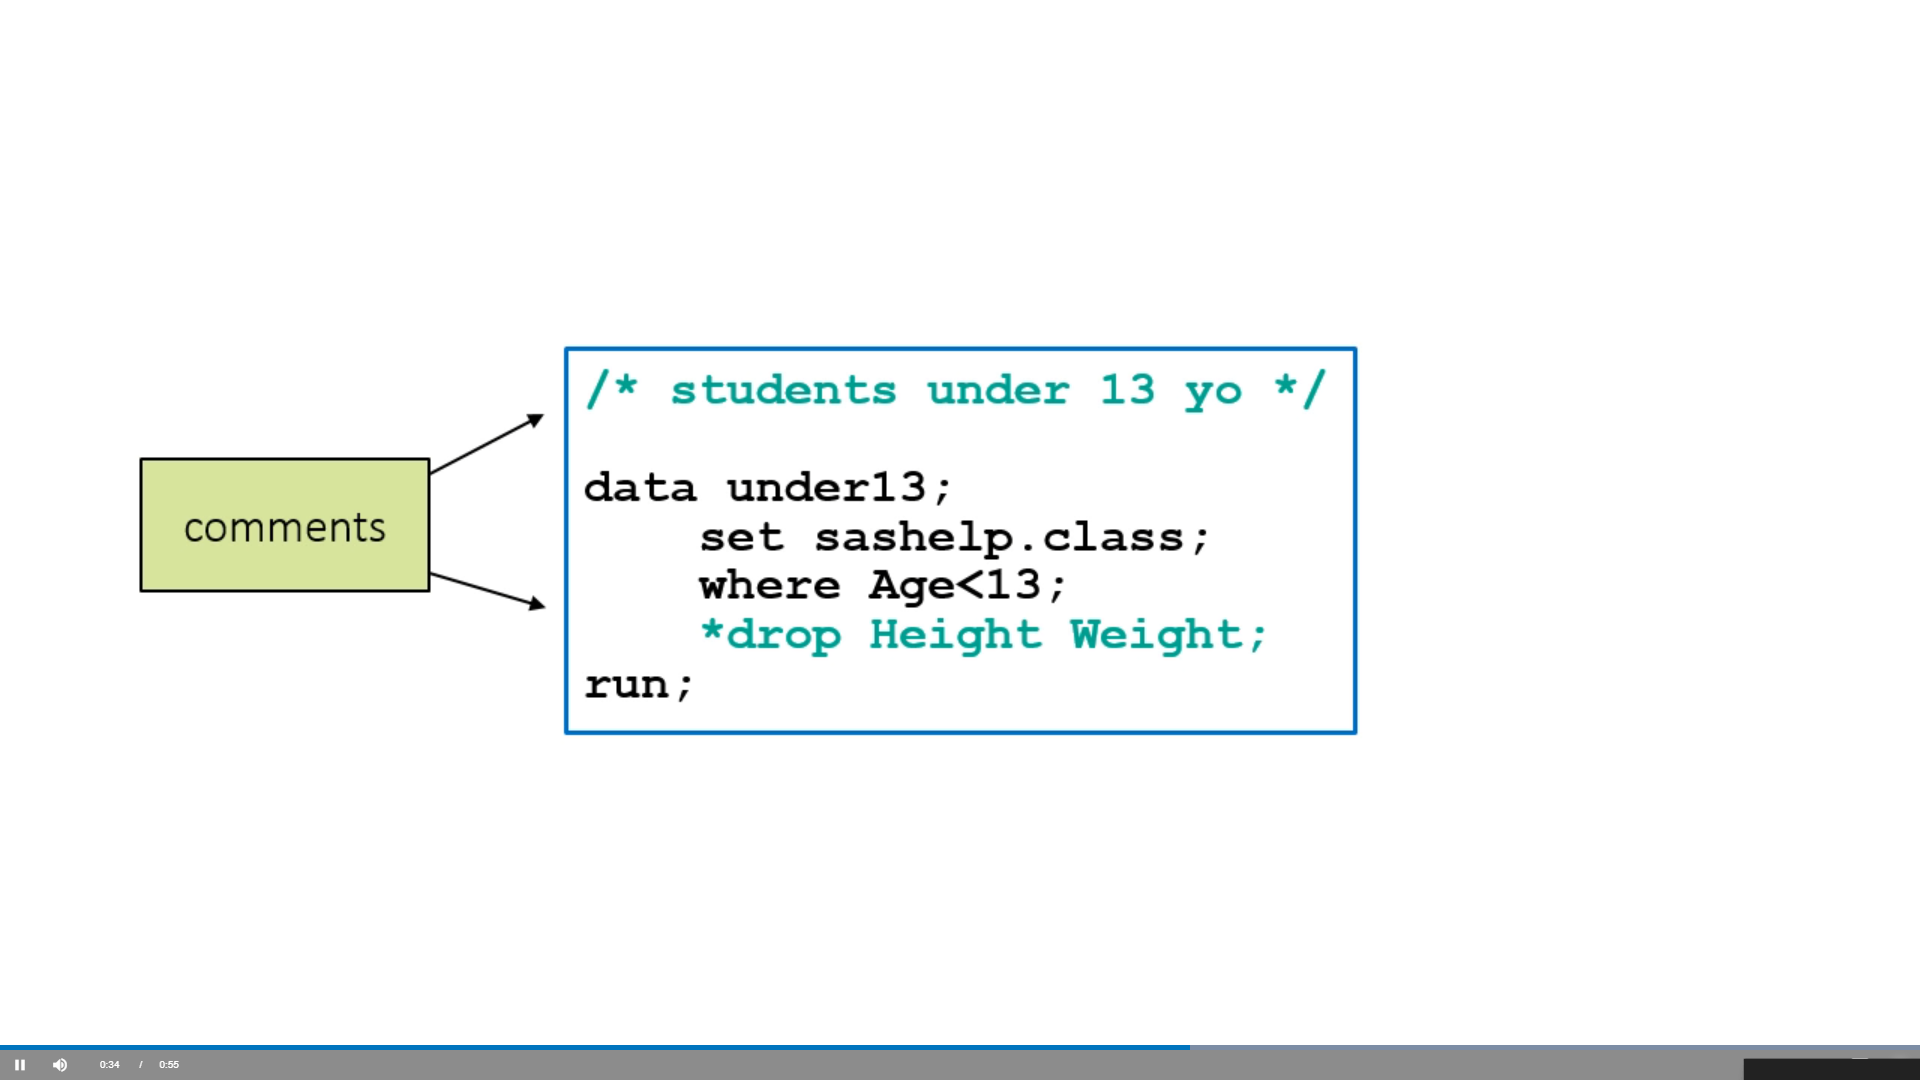 comments
/* students under 13 yo */
data under13;
set sashelp.class;
where Age<13;
*drop Height Weight;
run;
0:34 / 0:55